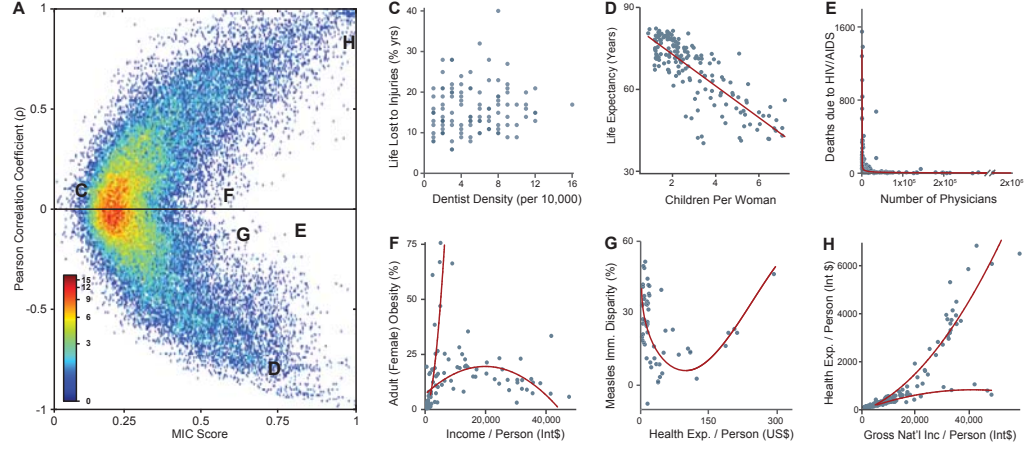 A
1
0.5
0
-0.5
-1
Pearson Correlation Coefficient (ρ)
C
H
F
G
E
D
15
12
9
6
3
0
0
0.25
0.5
0.75
1
MIC Score
C
40
30
20
10
0
Life Lost to Injuries (% yrs)
0
4
8
12
16
Dentist Density (per 10,000)
D
90
60
30
Life Expectancy (Years)
2
4
6
Children Per Woman
E
1600
800
0
Deaths due to HIV/AIDS
0
1x10⁵
2x10⁵
2x10⁶
Number of Physicians
F
75
50
25
0
Adult (Female) Obesity (%)
0
20,000
40,000
Income / Person (Int$)
G
60
30
0
Measles Imm. Disparity (%)
0
150
300
Health Exp. / Person (US$)
H
6000
4000
2000
0
Health Exp. / Person (Int $)
0
20,000
40,000
Gross Nat'l Inc / Person (Int$)